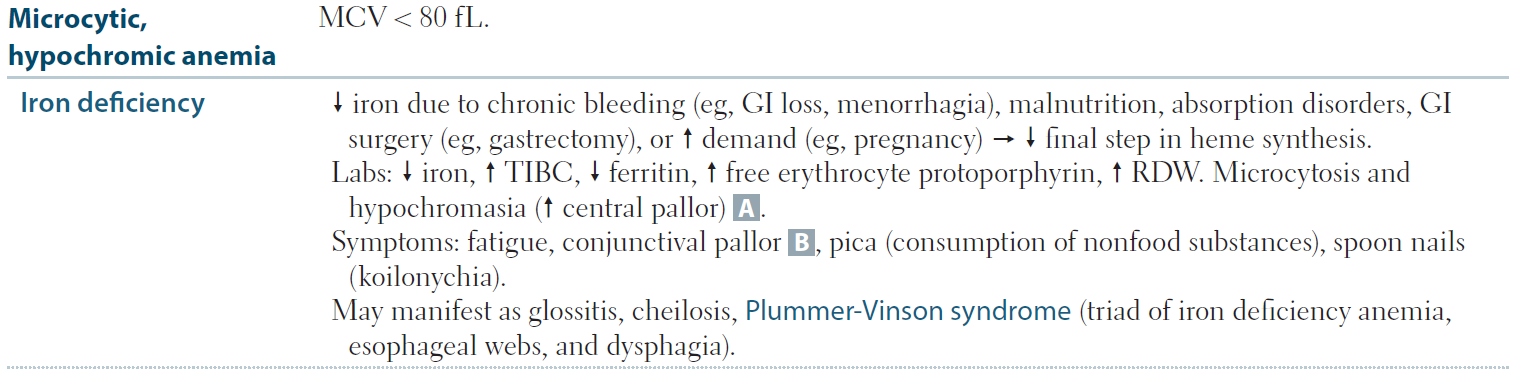 Microcytic,
hypochromic anemia
MCV < 80 fL.
Iron deficiency
↓ iron due to chronic bleeding (eg, GI loss, menorrhagia), malnutrition, absorption disorders, GI
surgery (eg, gastrectomy), or ↑ demand (eg, pregnancy) → ↓ final step in heme synthesis.
Labs: ↓ iron, ↑ TIBC, ↓ ferritin, ↑ free erythrocyte protoporphyrin, ↑ RDW. Microcytosis and
hypochromasia (↑ central pallor) A.
Symptoms: fatigue, conjunctival pallor B, pica (consumption of nonfood substances), spoon nails
(koilonychia).
May manifest as glossitis, cheilosis, Plummer-Vinson syndrome (triad of iron deficiency anemia,
esophageal webs, and dysphagia).